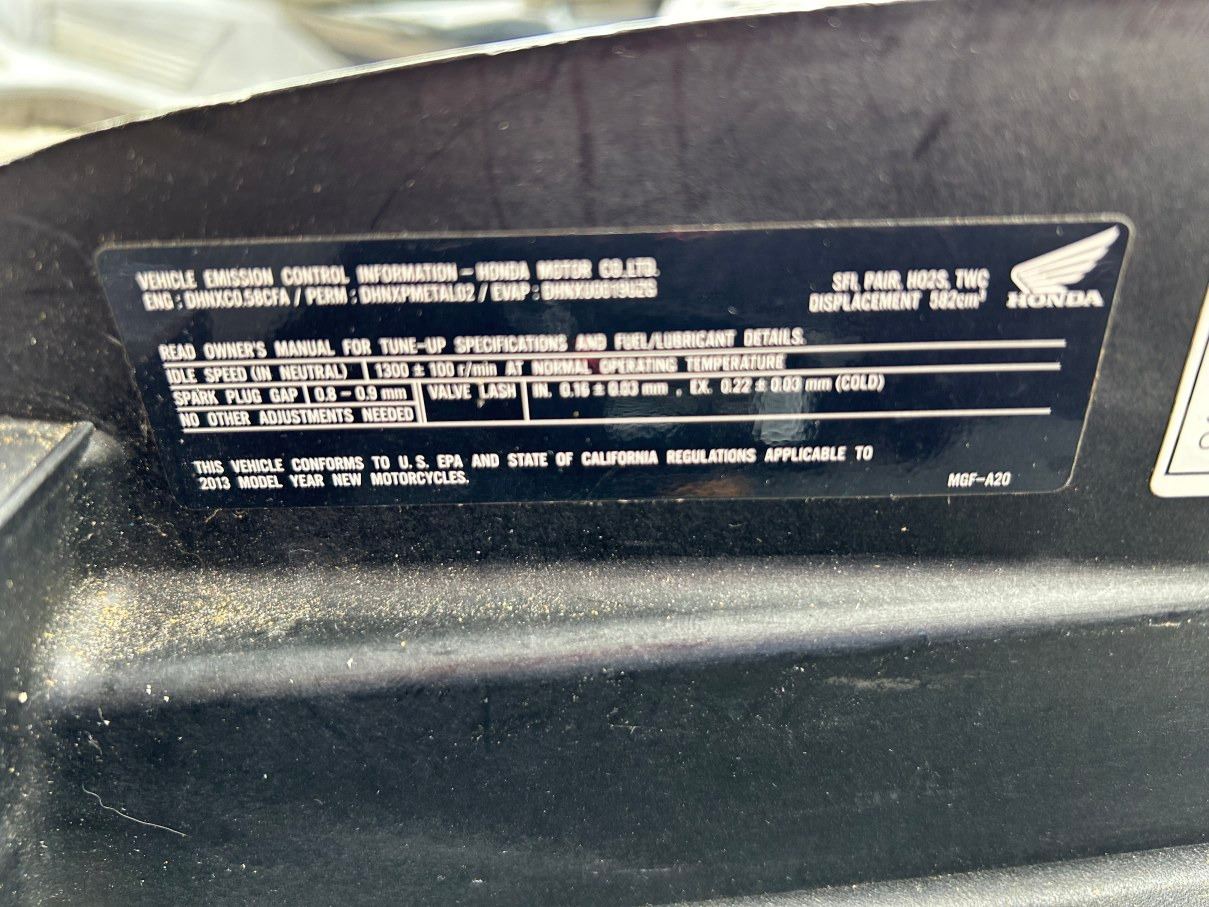 VEHICLE EMISSION CONTROL INFORMATION - HONDA MOTOR CO.,LTD.
ENG : DHNXC0.58CFA / PERM : DHNXPMETAL02 / EVAP :
SFI, PAIR, HO2S, TWC
DISPLACEMENT 582cm³
HONDA
READ OWNER'S MANUAL FOR TUNE-UP SPECIFICATIONS AND FUEL/LUBRICANT DETAILS.
IDLE SPEED (IN NEUTRAL) 1300 ± 100 r/min AT NORMAL OPERATING TEMPERATURE
SPARK PLUG GAP 0.8 - 0.9 mm VALVE LASH IN. 0.16 ± 0.03 mm , EX. 0.22 ± 0.03 mm (COLD)
NO OTHER ADJUSTMENTS NEEDED
THIS VEHICLE CONFORMS TO U.S. EPA AND STATE OF CALIFORNIA REGULATIONS APPLICABLE TO
2013 MODEL YEAR NEW MOTORCYCLES.
MGF-A20